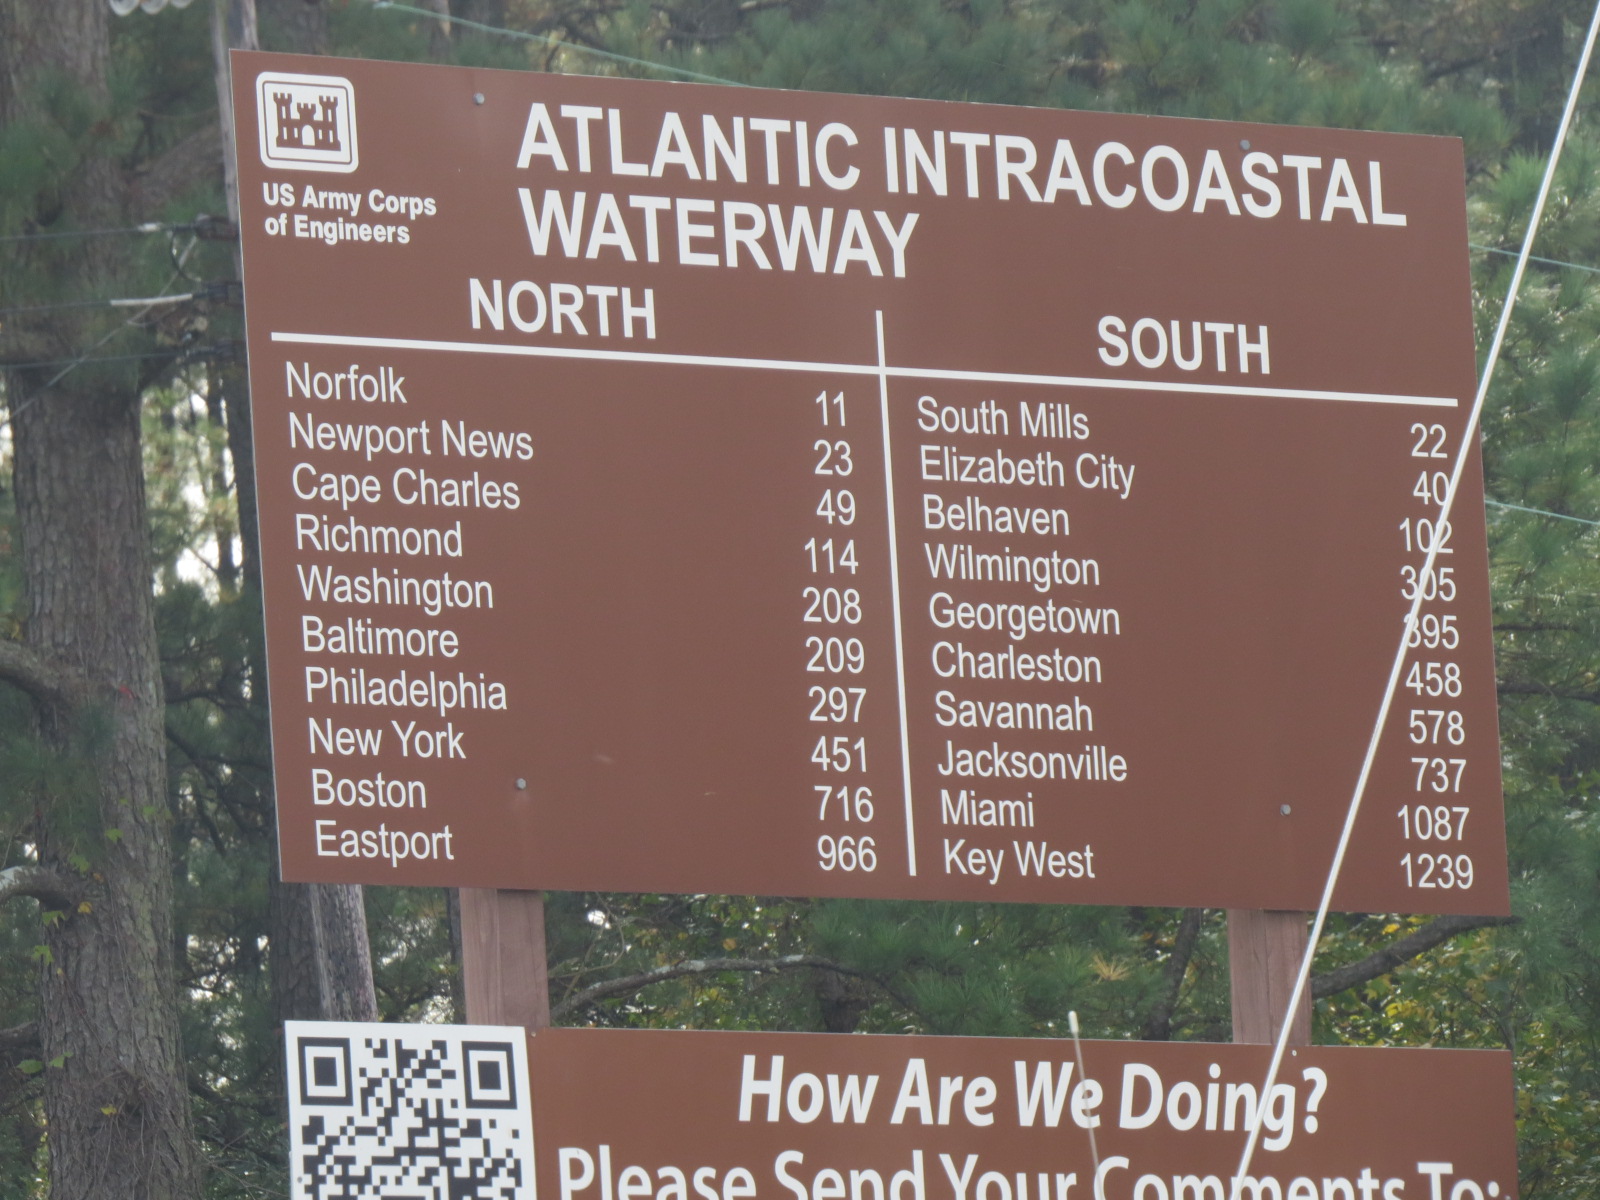 US Army Corps
of Engineers
ATLANTIC INTRACOASTAL
WATERWAY
NORTH
Norfolk 11
Newport News 23
Cape Charles 49
Richmond 114
Washington 208
Baltimore 209
Philadelphia 297
New York 451
Boston 716
Eastport 966
SOUTH
South Mills 22
Elizabeth City 40
Belhaven 102
Wilmington 305
Georgetown 395
Charleston 458
Savannah 578
Jacksonville 737
Miami 1087
Key West 1239
How Are We Doing?
Please Send Your Comments To: